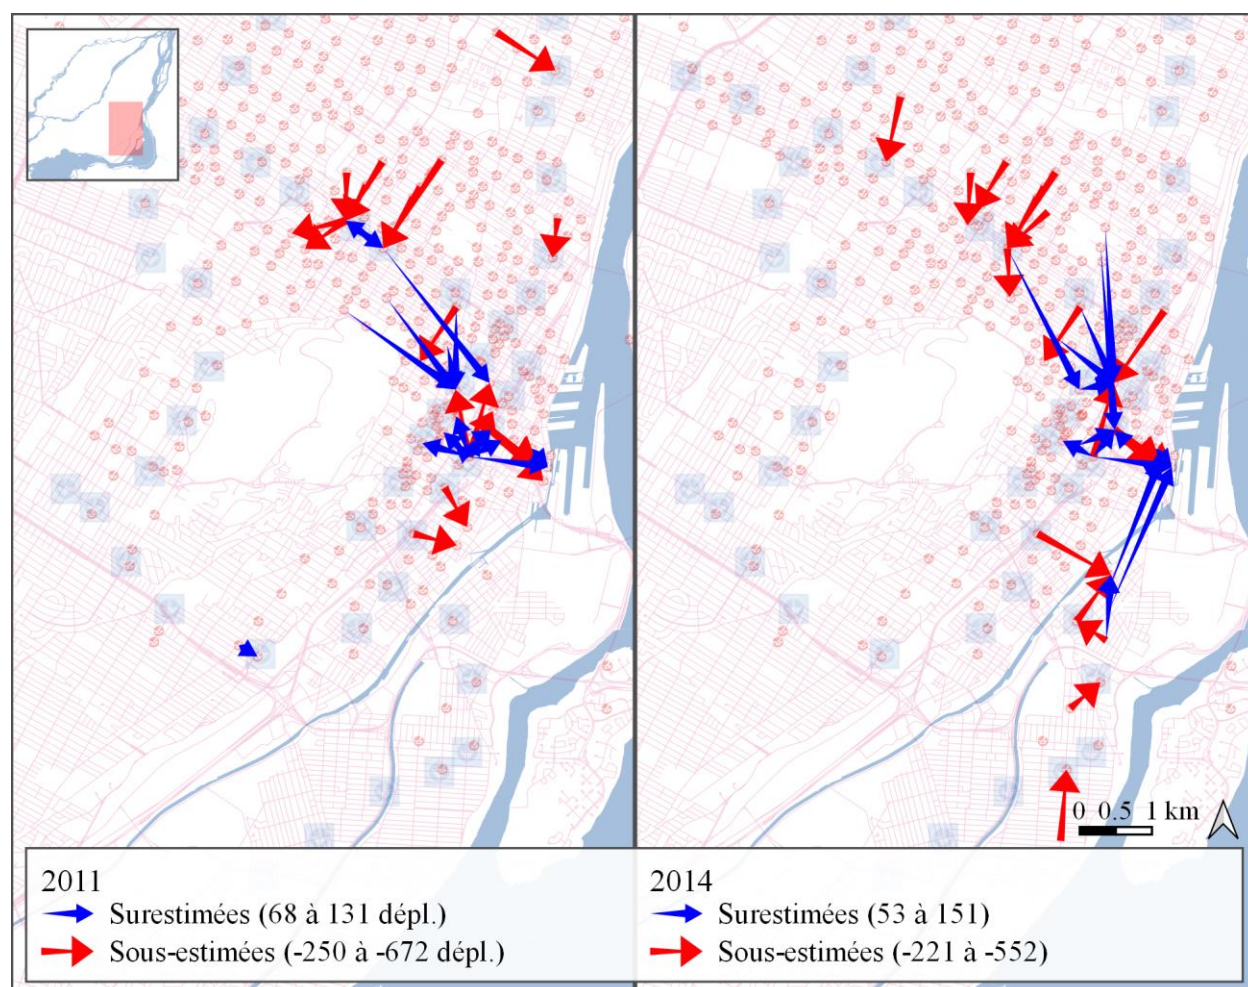 0 0.5 1 km
2011
Surestimées (68 à 131 dépl.)
Sous-estimées (-250 à -672 dépl.)
2014
Surestimées (53 à 151)
Sous-estimées (-221 à -552)